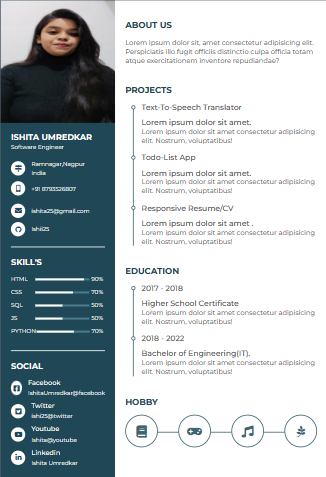 ISHITA UMREDKAR
Software Engineer
Ramnagar,Nagpur
India
+91 8793526807
ishita25@gmail.com
ishi125
SKILL'S
HTML 90%
CSS 70%
SQL 50%
JS 50%
PYTHON 70%
SOCIAL
Facebook
IshitaUmredkar@facebook
Twitter
ishi25@twitter
Youtube
Ishita@youtube
Linkedin
Ishita Umredkar
ABOUT US
Lorem ipsum dolor sit, amet consectetur adipisicing elit.
Perspiciatis illo fugit officiis distinctio culpa officia totam
atque exercitationem inventore repudiandae?
PROJECTS
Text-To-Speech Translator
Lorem ipsum dolor sit amet.
Lorem ipsum dolor sit amet consectetur adipisicing
elit. Nostrum, voluptatibus!
Todo-List App
Lorem ipsum dolor sit amet.
Lorem ipsum dolor sit amet consectetur adipisicing
elit. Nostrum, voluptatibus!
Responsive Resume/CV
Lorem ipsum dolor sit amet .
Lorem ipsum dolor sit amet consectetur adipisicing
elit. Nostrum, voluptatibus!
EDUCATION
2017 - 2018
Higher School Certificate
Lorem ipsum dolor sit amet consectetur adipisicing
elit. Nostrum, voluptatibus!
2018 - 2022
Bachelor of Engineering(IT).
Lorem ipsum dolor sit amet consectetur adipisicing
elit. Nostrum, voluptatibus!
HOBBY